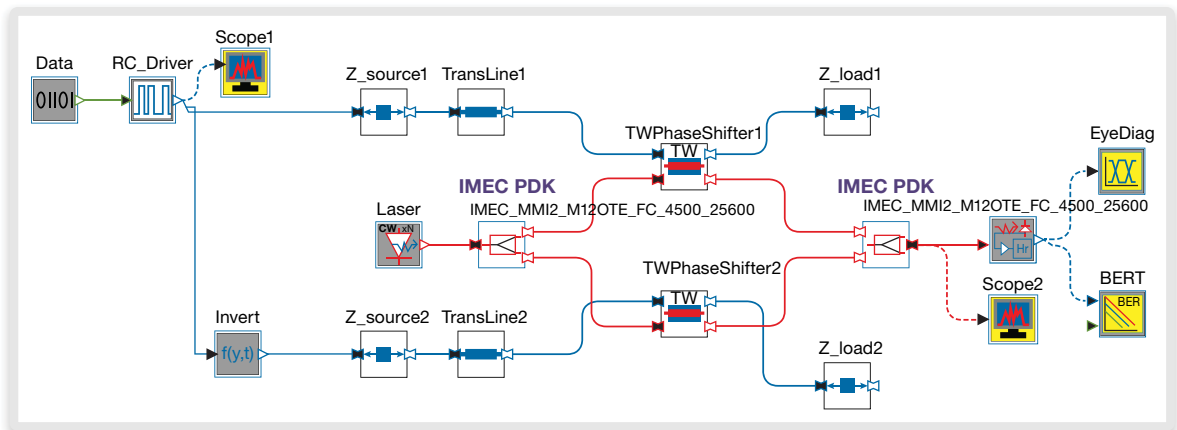 Scope1
Data
RC_Driver
01101
Z_source1
TransLine1
Z_load1
TWPhaseShifter1
TW
EyeDiag
IMEC PDK
IMEC PDK
Laser
IMEC_MMI2_M12OTE_FC_4500_25600
IMEC_MMI2_M12OTE_FC_4500_25600
CW xN
Hr
TWPhaseShifter2
TW
Scope2
BERT
BER
Invert
f(y,t)
Z_source2
TransLine2
Z_load2